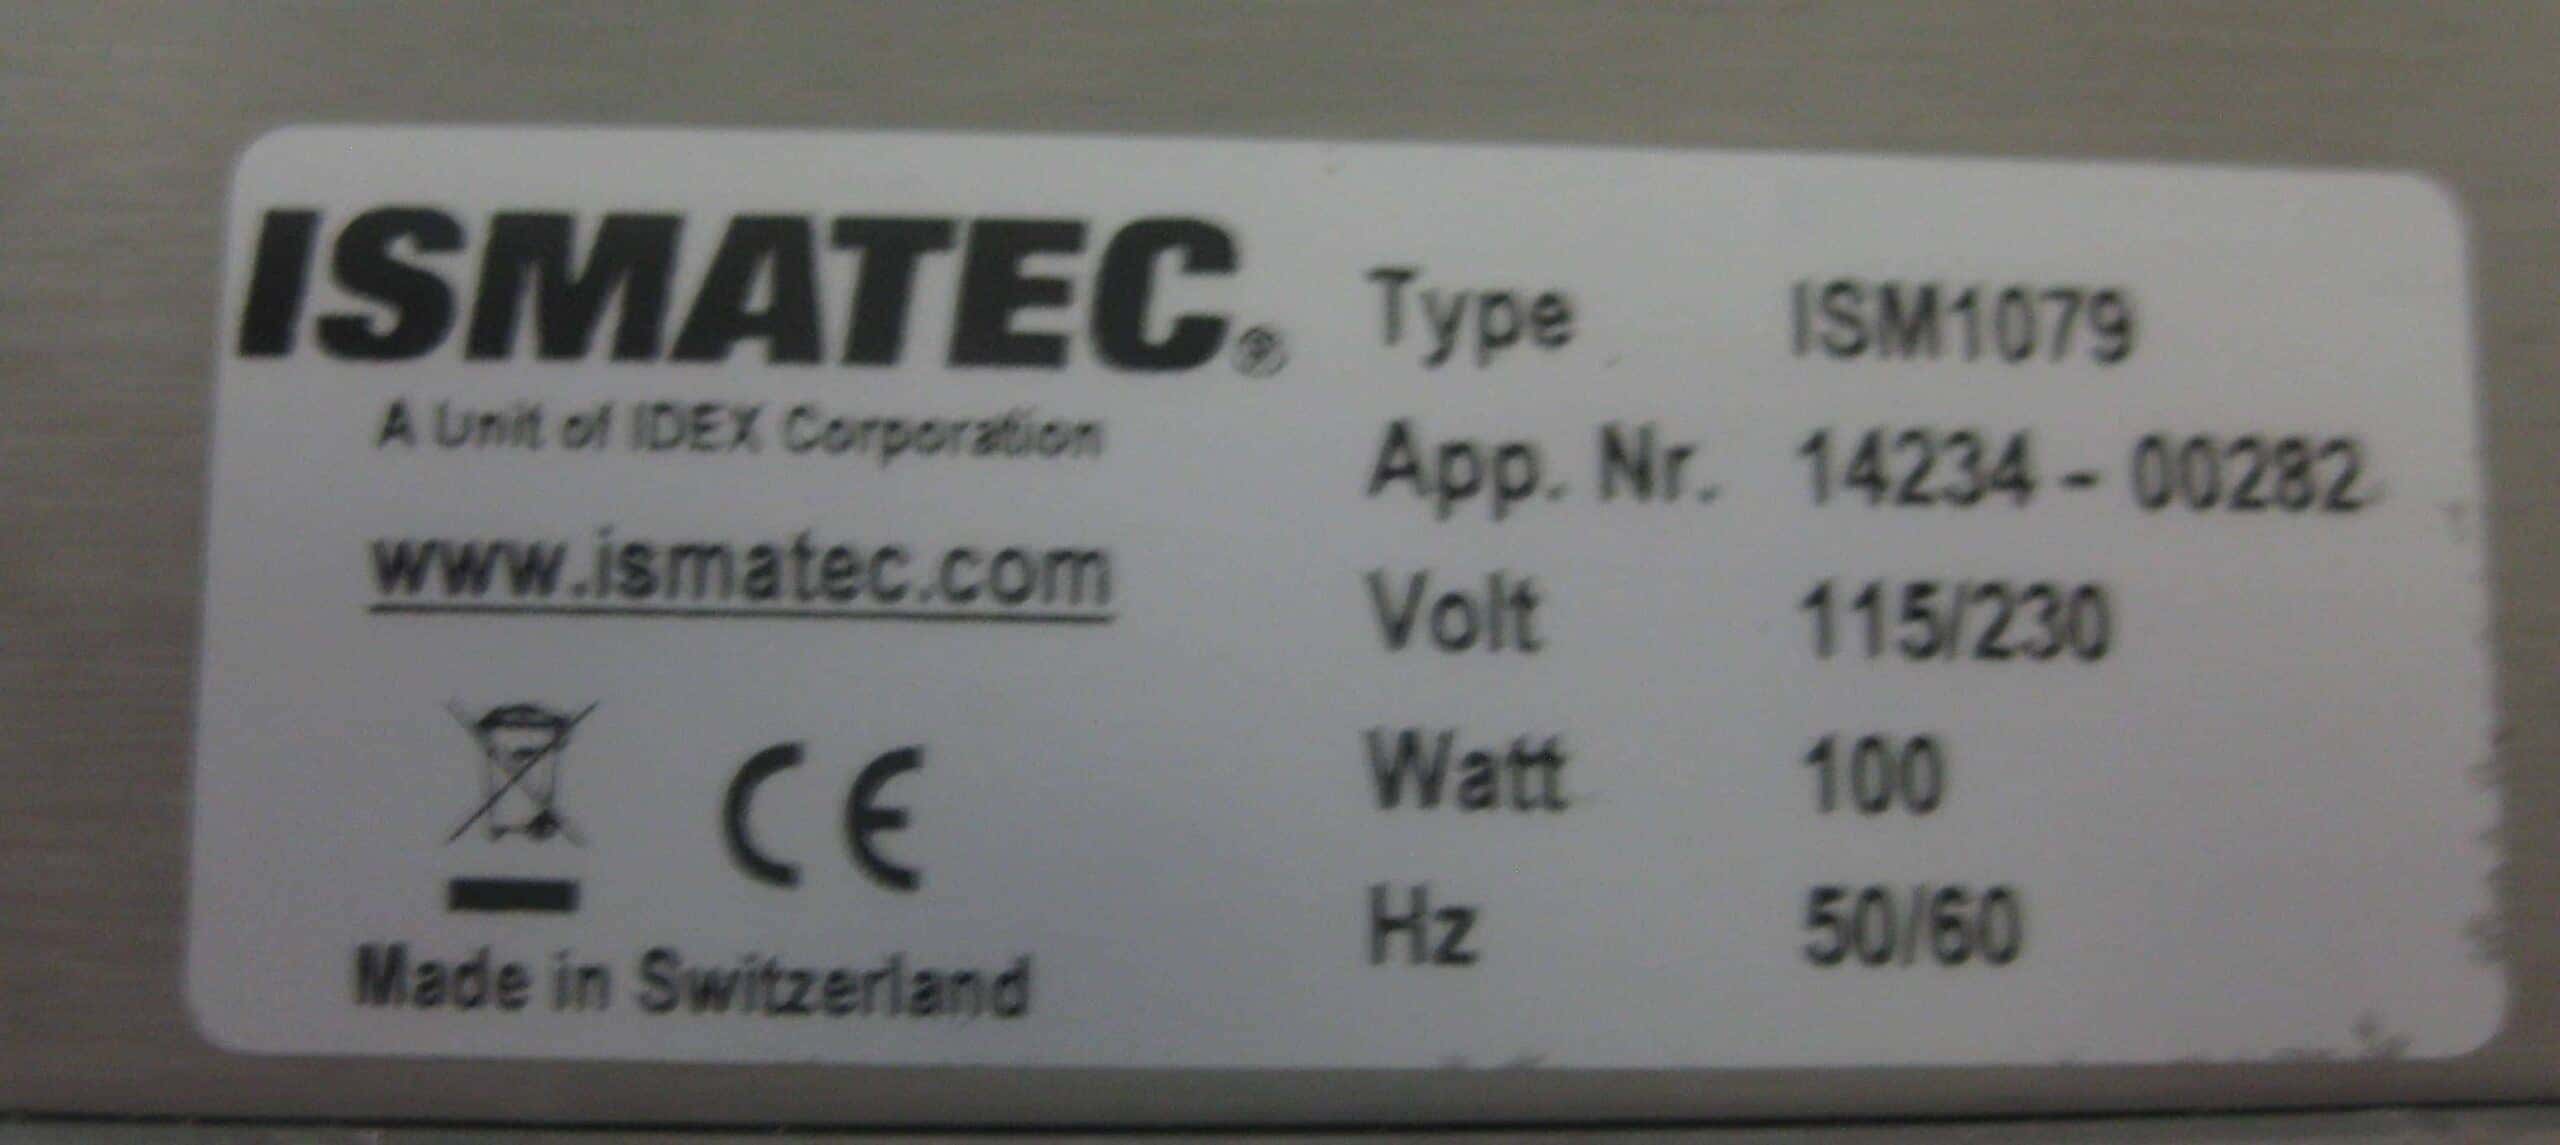 ISMATEC®
A Unit of IDEX Corporation
www.ismatec.com
CE
Made in Switzerland
Type ISM1079
App. Nr. 14234 - 00282
Volt 115/230
Watt 100
Hz 50/60